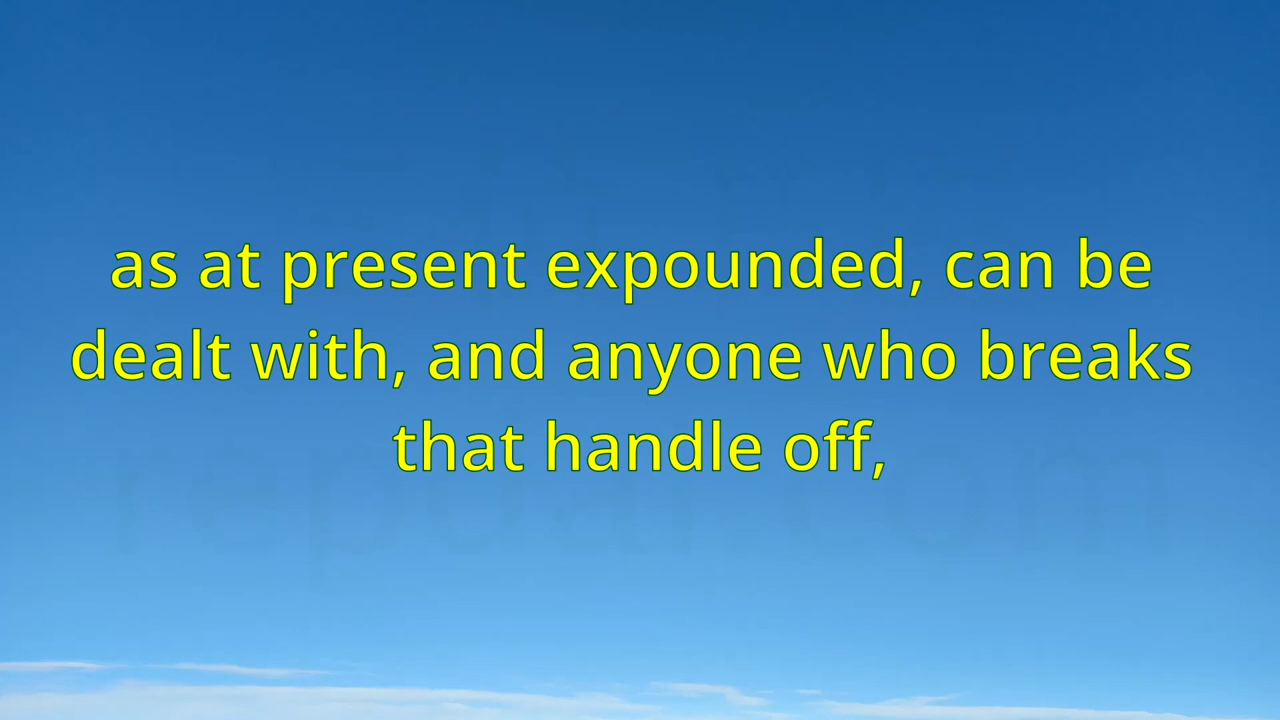 as at present expounded, can be
dealt with, and anyone who breaks
that handle off,